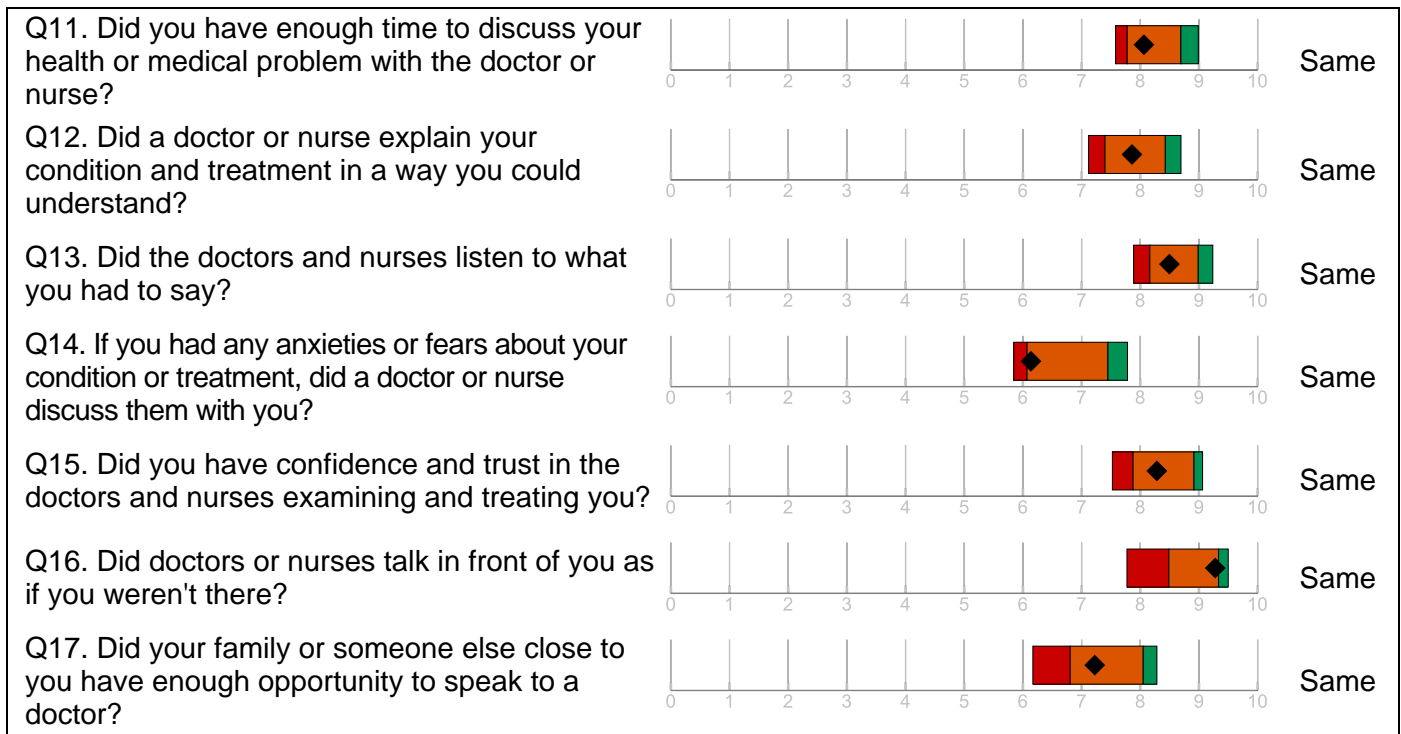 Q11. Did you have enough time to discuss your
health or medical problem with the doctor or
nurse?
0 1 2 3 4 5 6 7 8 9 10
Same
Q12. Did a doctor or nurse explain your
condition and treatment in a way you could
understand?
0 1 2 3 4 5 6 7 8 9 10
Same
Q13. Did the doctors and nurses listen to what
you had to say?
0 1 2 3 4 5 6 7 8 9 10
Same
Q14. If you had any anxieties or fears about your
condition or treatment, did a doctor or nurse
discuss them with you?
0 1 2 3 4 5 6 7 8 9 10
Same
Q15. Did you have confidence and trust in the
doctors and nurses examining and treating you?
0 1 2 3 4 5 6 7 8 9 10
Same
Q16. Did doctors or nurses talk in front of you as
if you weren't there?
0 1 2 3 4 5 6 7 8 9 10
Same
Q17. Did your family or someone else close to
you have enough opportunity to speak to a
doctor?
0 1 2 3 4 5 6 7 8 9 10
Same